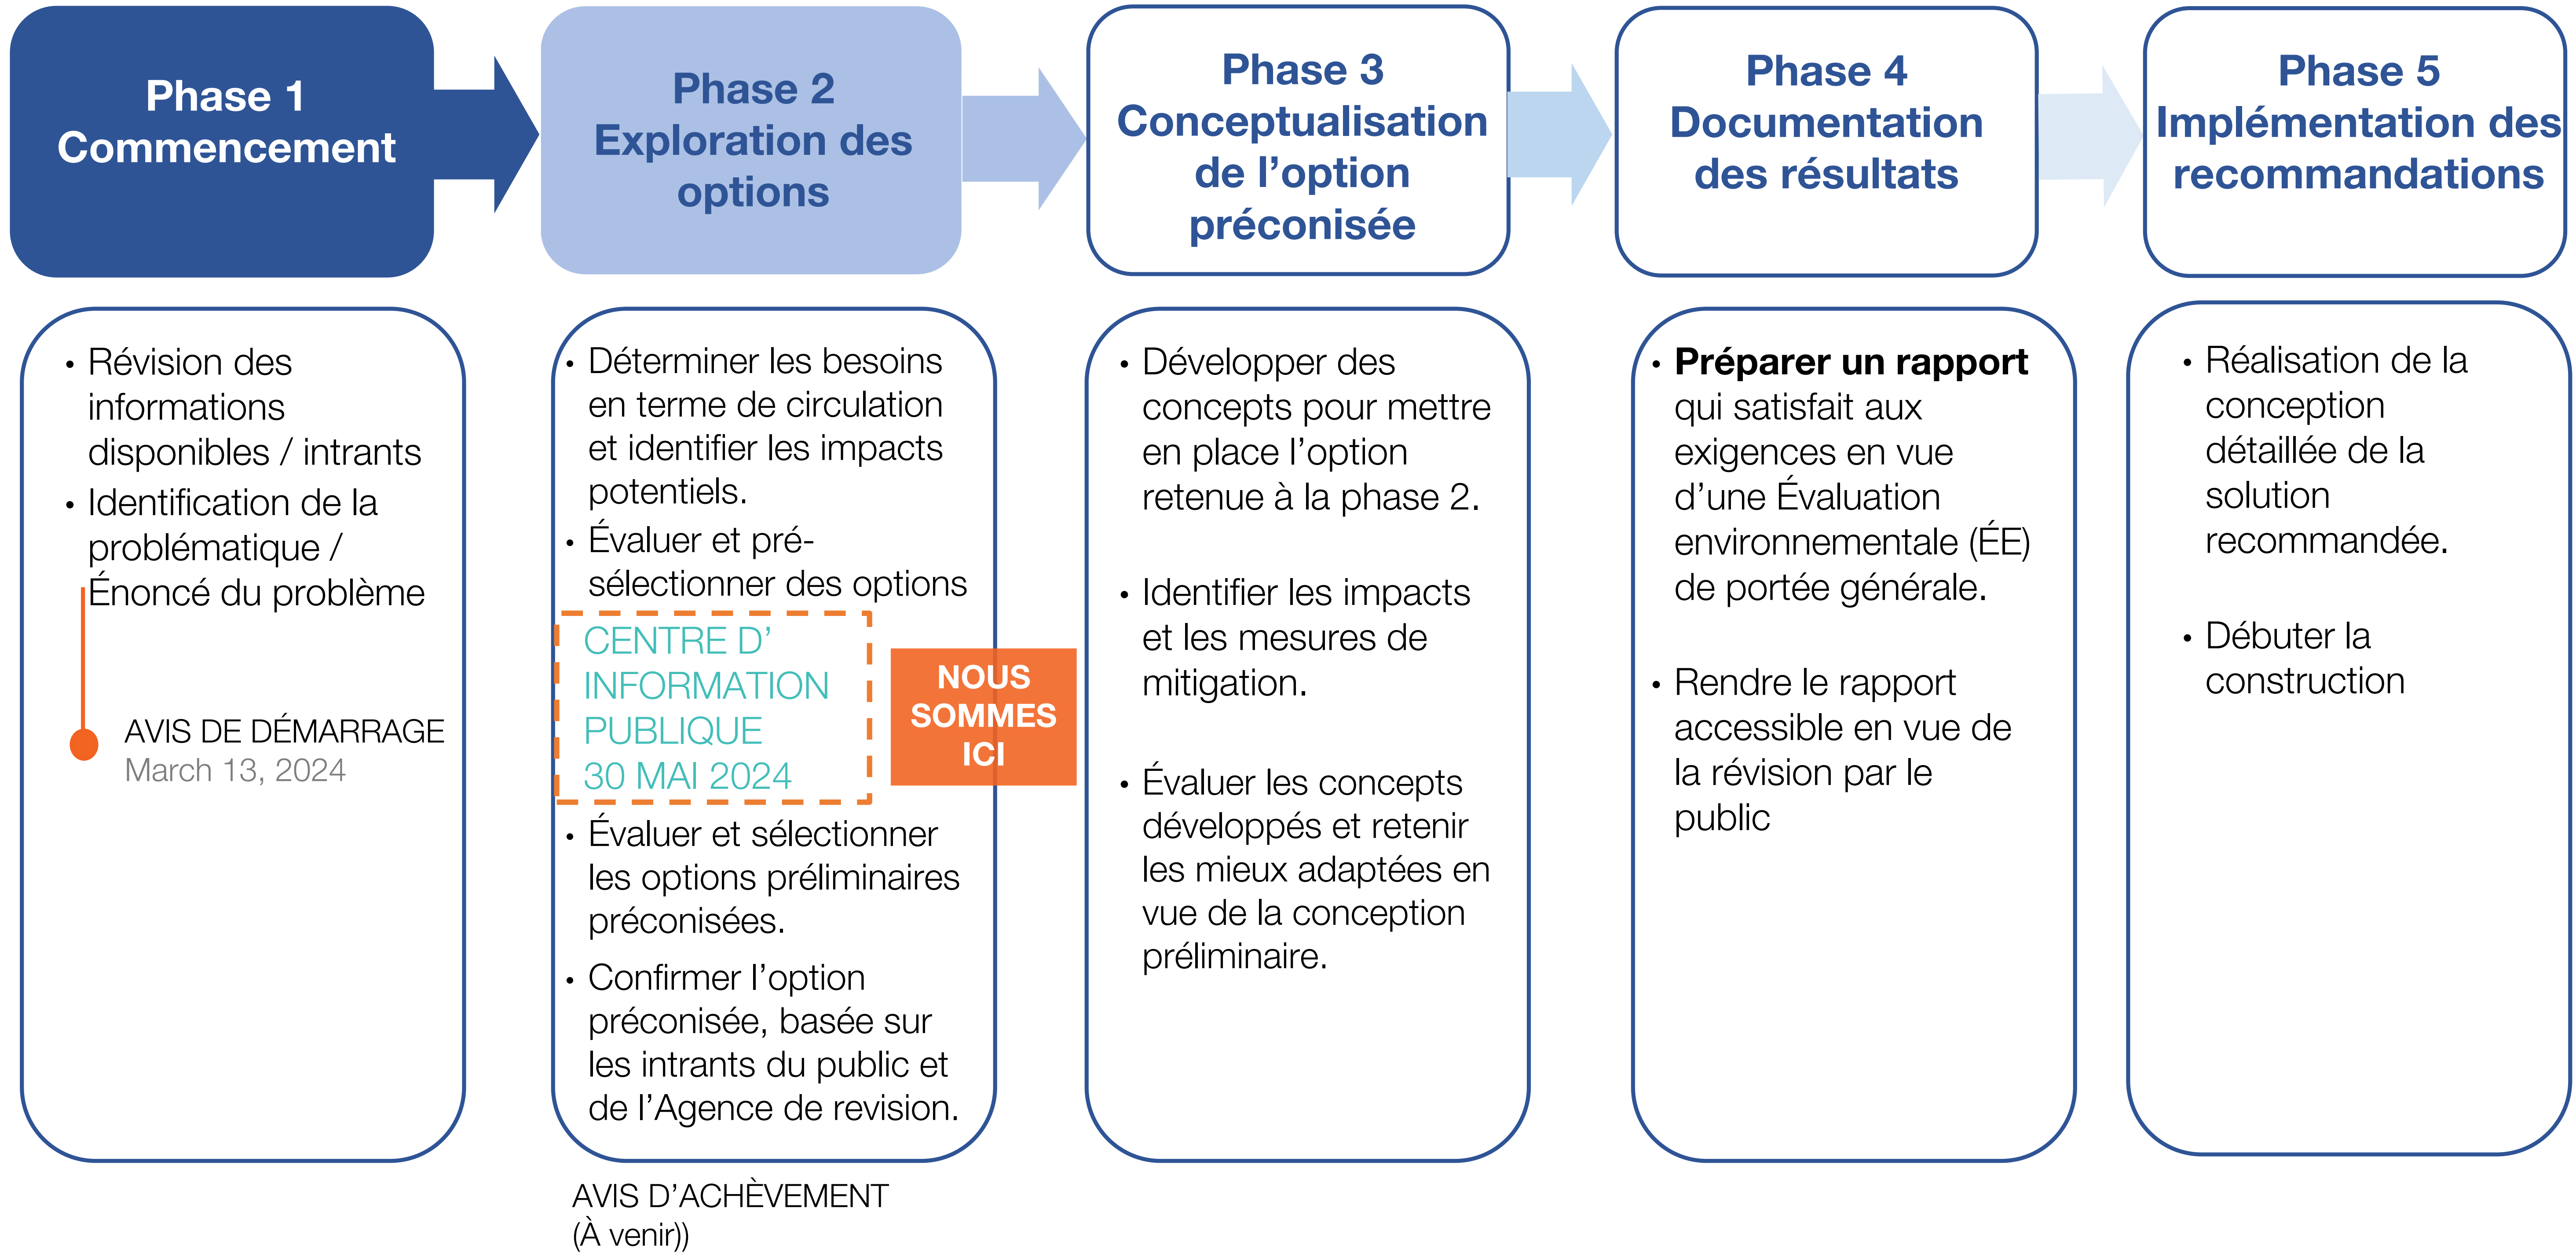 Phase 1
Commencement
Phase 2
Exploration des
options
Phase 3
Conceptualisation
de l’option
préconisée
Phase 4
Documentation
des résultats
Phase 5
Implémentation des
recommandations
• Révision des
informations
disponibles / intrants
• Identification de la
problématique /
Énoncé du problème
AVIS DE DÉMARRAGE
March 13, 2024
• Déterminer les besoins
en terme de circulation
et identifier les impacts
potentiels.
• Évaluer et pré-
sélectionner des options
CENTRE D’
INFORMATION
PUBLIQUE
30 MAI 2024
NOUS
SOMMES
ICI
• Évaluer et sélectionner
les options préliminaires
préconisées.
• Confirmer l’option
préconisée, basée sur
les intrants du public et
de l’Agence de revision.
AVIS D’ACHÈVEMENT
(À venir))
• Développer des
concepts pour mettre
en place l’option
retenue à la phase 2.
• Identifier les impacts
et les mesures de
mitigation.
• Évaluer les concepts
développés et retenir
les mieux adaptées en
vue de la conception
préliminaire.
• Préparer un rapport
qui satisfait aux
exigences en vue
d’une Évaluation
environnementale (ÉE)
de portée générale.
• Rendre le rapport
accessible en vue de
la révision par le
public
• Réalisation de la
conception
détaillée de la
solution
recommandée.
• Débuter la
construction